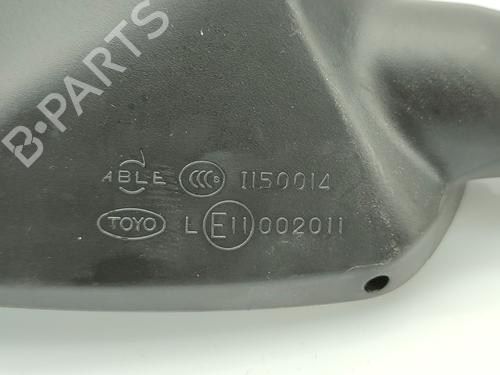 B-PARTS
ABLE CCC S I150014
TOYO L E11 002011